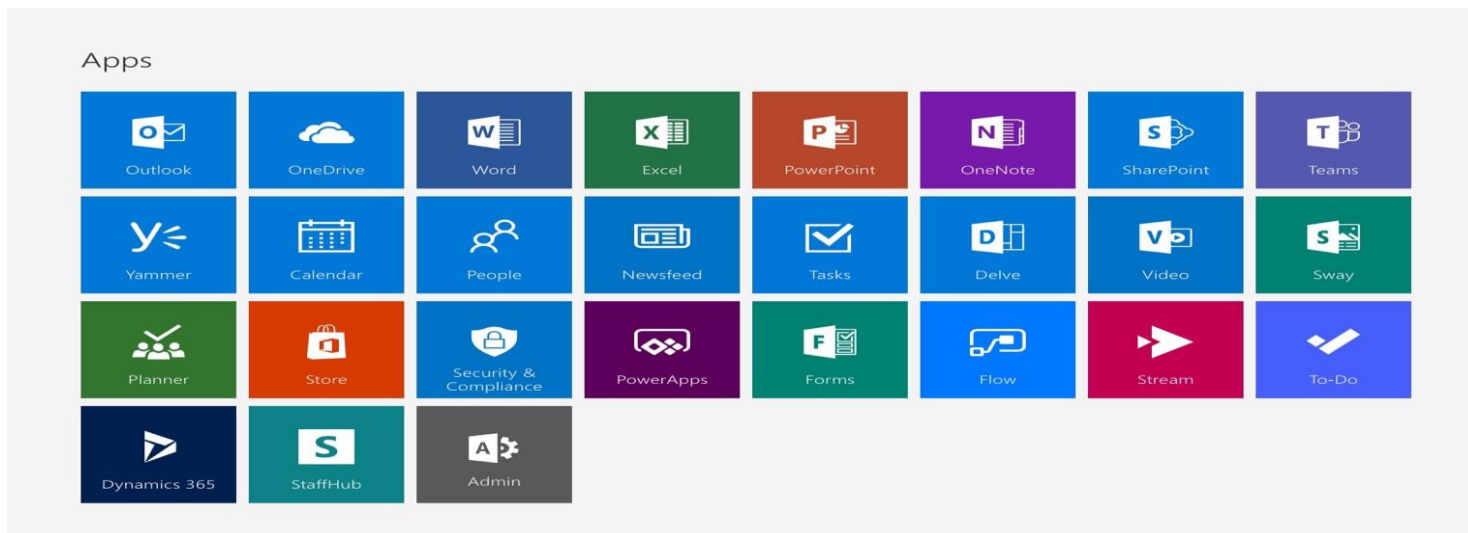 Apps
O
W
X
P
N
S
T
Outlook
OneDrive
Word
Excel
PowerPoint
OneNote
SharePoint
Teams
D
V
S
Yammer
Calendar
People
Newsfeed
Tasks
Delve
Video
Sway
F
Planner
Store
Security &
Compliance
PowerApps
Forms
Flow
Stream
To-Do
S
A
Dynamics 365
StaffHub
Admin